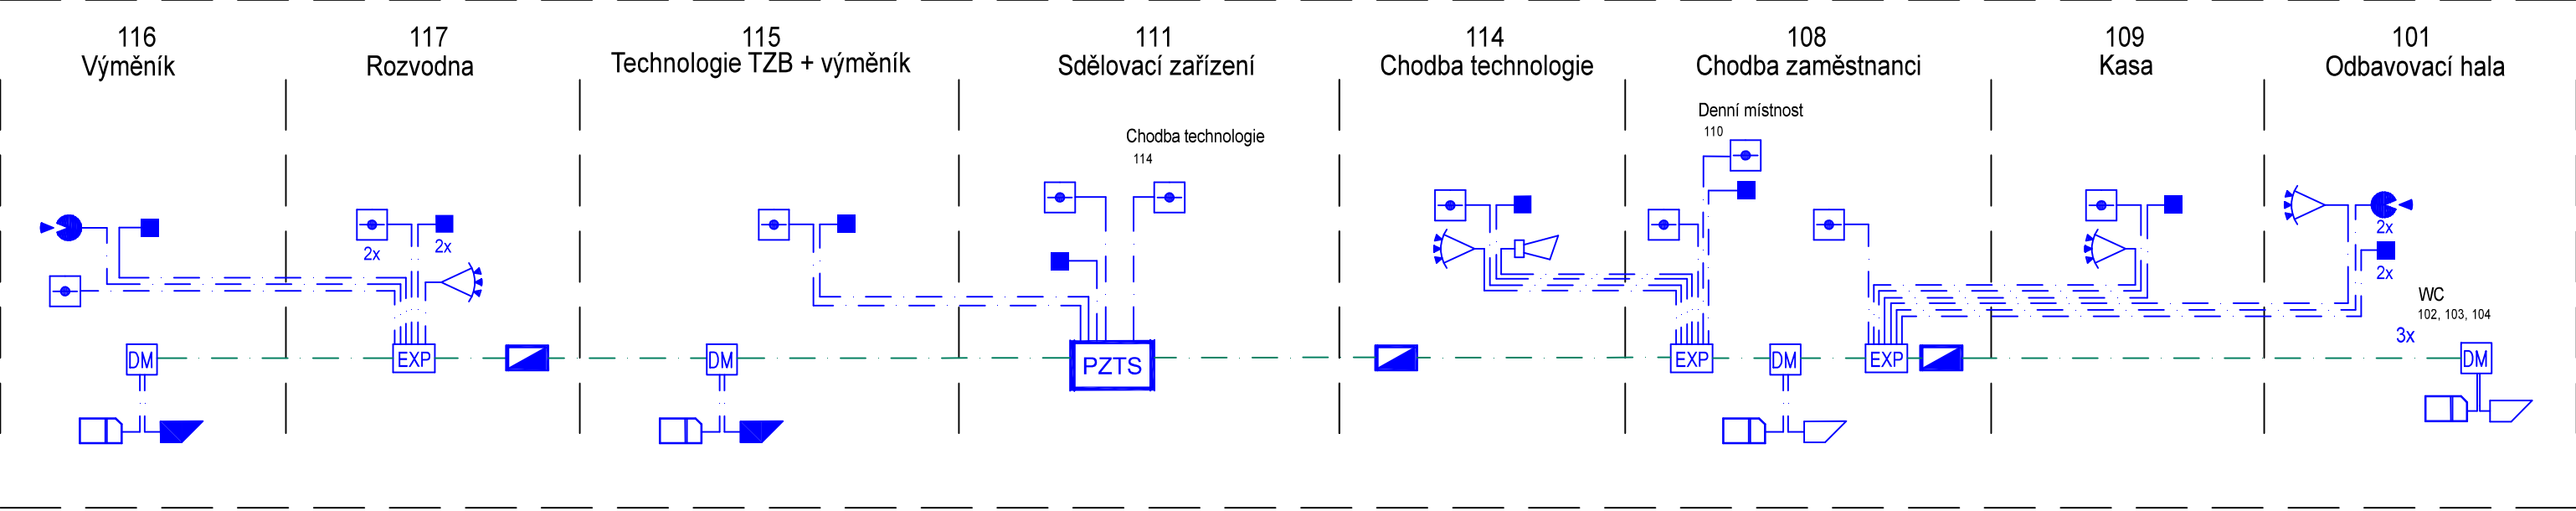 116
Výměník
117
Rozvodna
115
Technologie TZB + výměník
111
Sdělovací zařízení
114
Chodba technologie
108
Chodba zaměstnanci
109
Kasa
101
Odbavovací hala
Denní místnost
110
Chodba technologie
114
2x
2x
2x
2x
WC
102, 103, 104
3x
DM
EXP
DM
PZTS
EXP
DM
EXP
DM